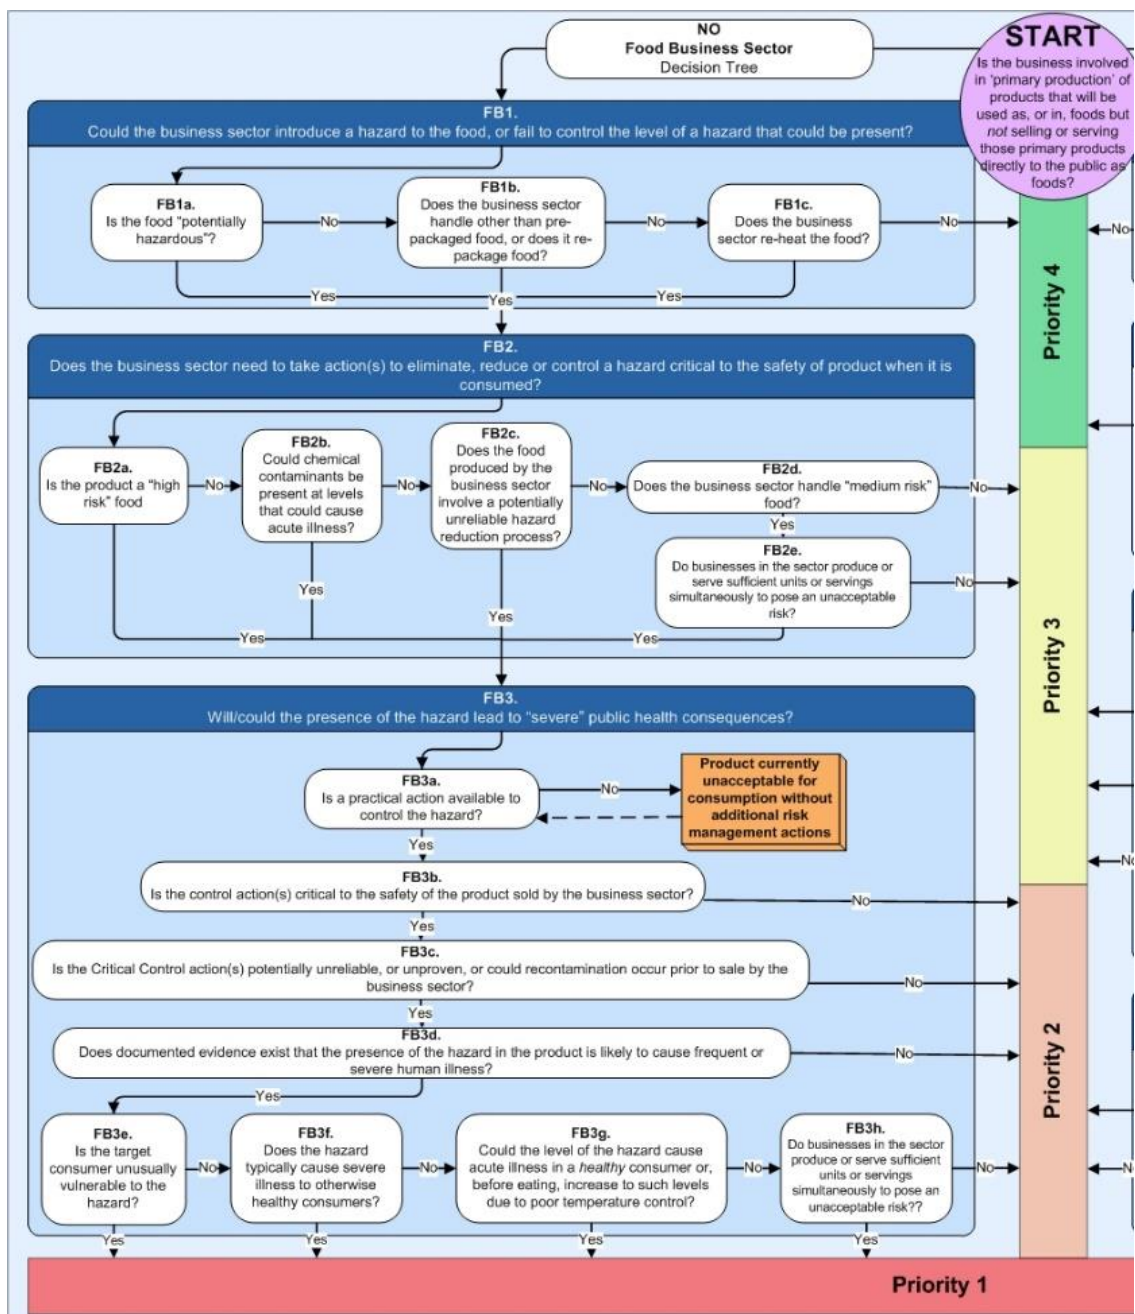 NO
Food Business Sector
Decision Tree
START
Is the business involved
in 'primary production' of
products that will be
used as, or in, foods but
not selling or serving
those primary products
directly to the public as
foods?
FB1.
Could the business sector introduce a hazard to the food, or fail to control the level of a hazard that could be present?
FB1a.
Is the food "potentially
hazardous"?
No
FB1b.
Does the business sector
handle other than pre-
packaged food, or does it re-
package food?
No
FB1c.
Does the business
sector re-heat the food?
No
No
Yes
Yes
Yes
Priority 4
FB2.
Does the business sector need to take action(s) to eliminate, reduce or control a hazard critical to the safety of product when it is
consumed?
FB2a.
Is the product a "high
risk" food
No
FB2b.
Could chemical
contaminants be
present at levels
that could cause
acute illness?
No
FB2c.
Does the food
produced by the
business sector
involve a potentially
unreliable hazard
reduction process?
No
FB2d.
Does the business sector handle "medium risk"
food?
No
Yes
FB2e.
Do businesses in the sector produce or
serve sufficient units or servings
simultaneously to pose an unacceptable
risk?
No
Yes
Yes
Yes
Yes
Priority 3
FB3.
Will/could the presence of the hazard lead to "severe" public health consequences?
FB3a.
Is a practical action available to
control the hazard?
No
Product currently
unacceptable for
consumption without
additional risk
management actions
Yes
FB3b.
Is the control action(s) critical to the safety of the product sold by the business sector?
No
No
Yes
FB3c.
Is the Critical Control action(s) potentially unreliable, or unproven, or could recontamination occur prior to sale by the
business sector?
No
Yes
FB3d.
Does documented evidence exist that the presence of the hazard in the product is likely to cause frequent or
severe human illness?
No
Yes
Priority 2
FB3e.
Is the target
consumer unusually
vulnerable to the
hazard?
No
FB3f.
Does the hazard
typically cause severe
illness to otherwise
healthy consumers?
No
FB3g.
Could the level of the hazard cause
acute illness in a healthy consumer or,
before eating, increase to such levels
due to poor temperature control?
No
FB3h.
Do businesses in the sector
produce or serve sufficient
units or servings
simultaneously to pose an
unacceptable risk??
No
Yes
Yes
Yes
Yes
Priority 1